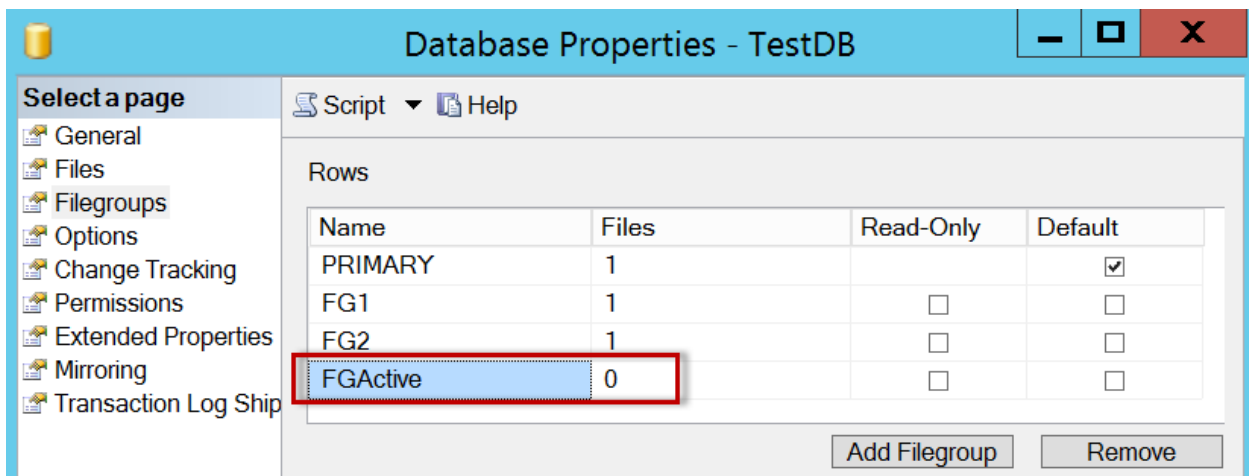 Database Properties - TestDB
Select a page
General
Files
Filegroups
Options
Change Tracking
Permissions
Extended Properties
Mirroring
Transaction Log Ship
Script Help
Rows
Name Files Read-Only Default
PRIMARY 1
FG1 1
FG2 1
FGActive 0
Add Filegroup Remove